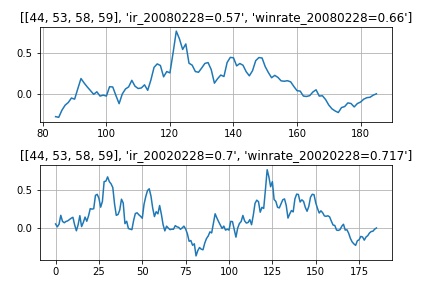 [[44, 53, 58, 59], 'ir_20080228=0.57', 'winrate_20080228=0.66']
0.5
0.0
80 100 120 140 160 180
[[44, 53, 58, 59], 'ir_20020228=0.7', 'winrate_20020228=0.717']
0.5
0.0
0 25 50 75 100 125 150 175